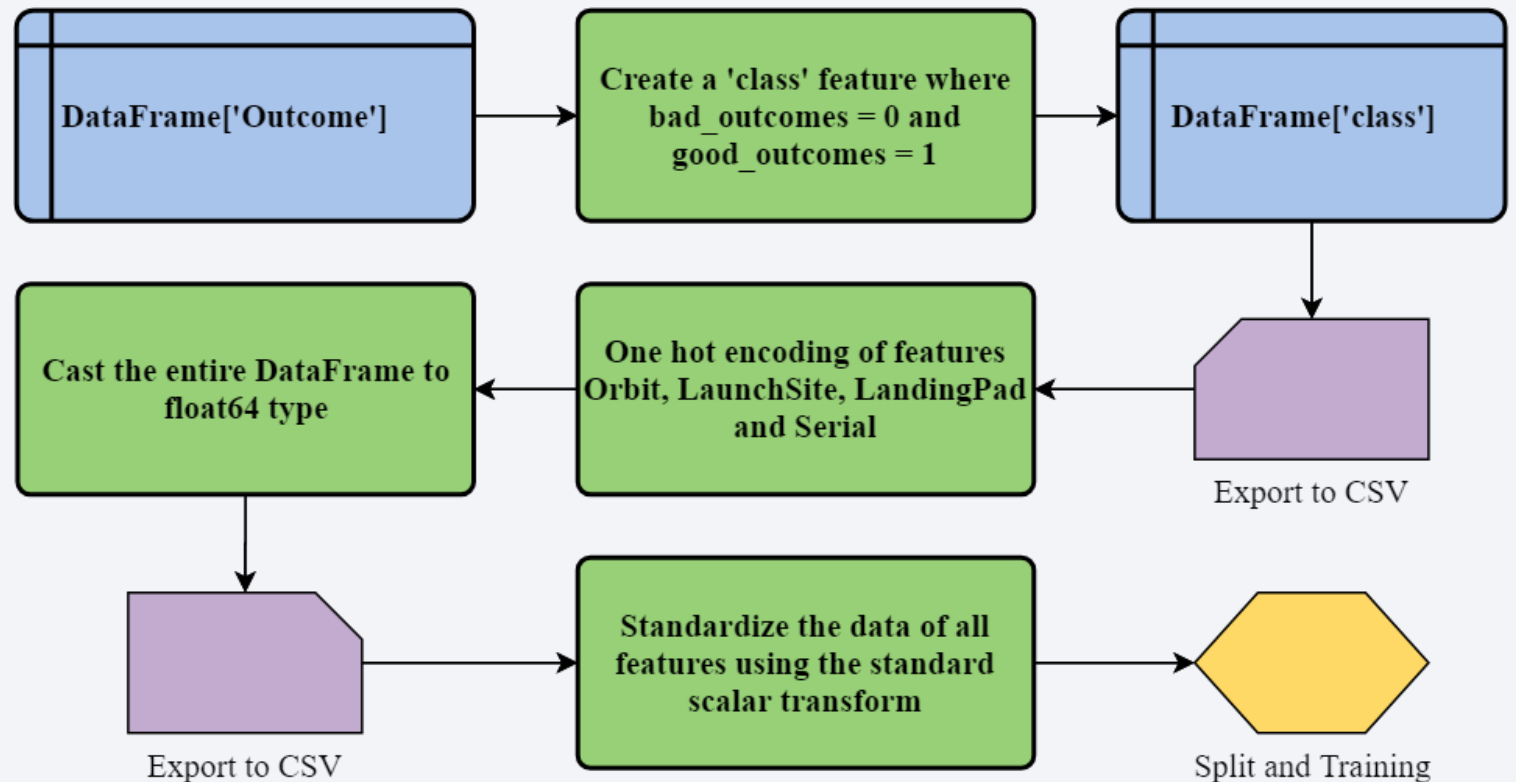 DataFrame['Outcome']
Create a 'class' feature where
bad_outcomes = 0 and
good_outcomes = 1
DataFrame['class']
Cast the entire DataFrame to
float64 type
One hot encoding of features
Orbit, LaunchSite, LandingPad
and Serial
Export to CSV
Export to CSV
Standardize the data of all
features using the standard
scalar transform
Split and Training